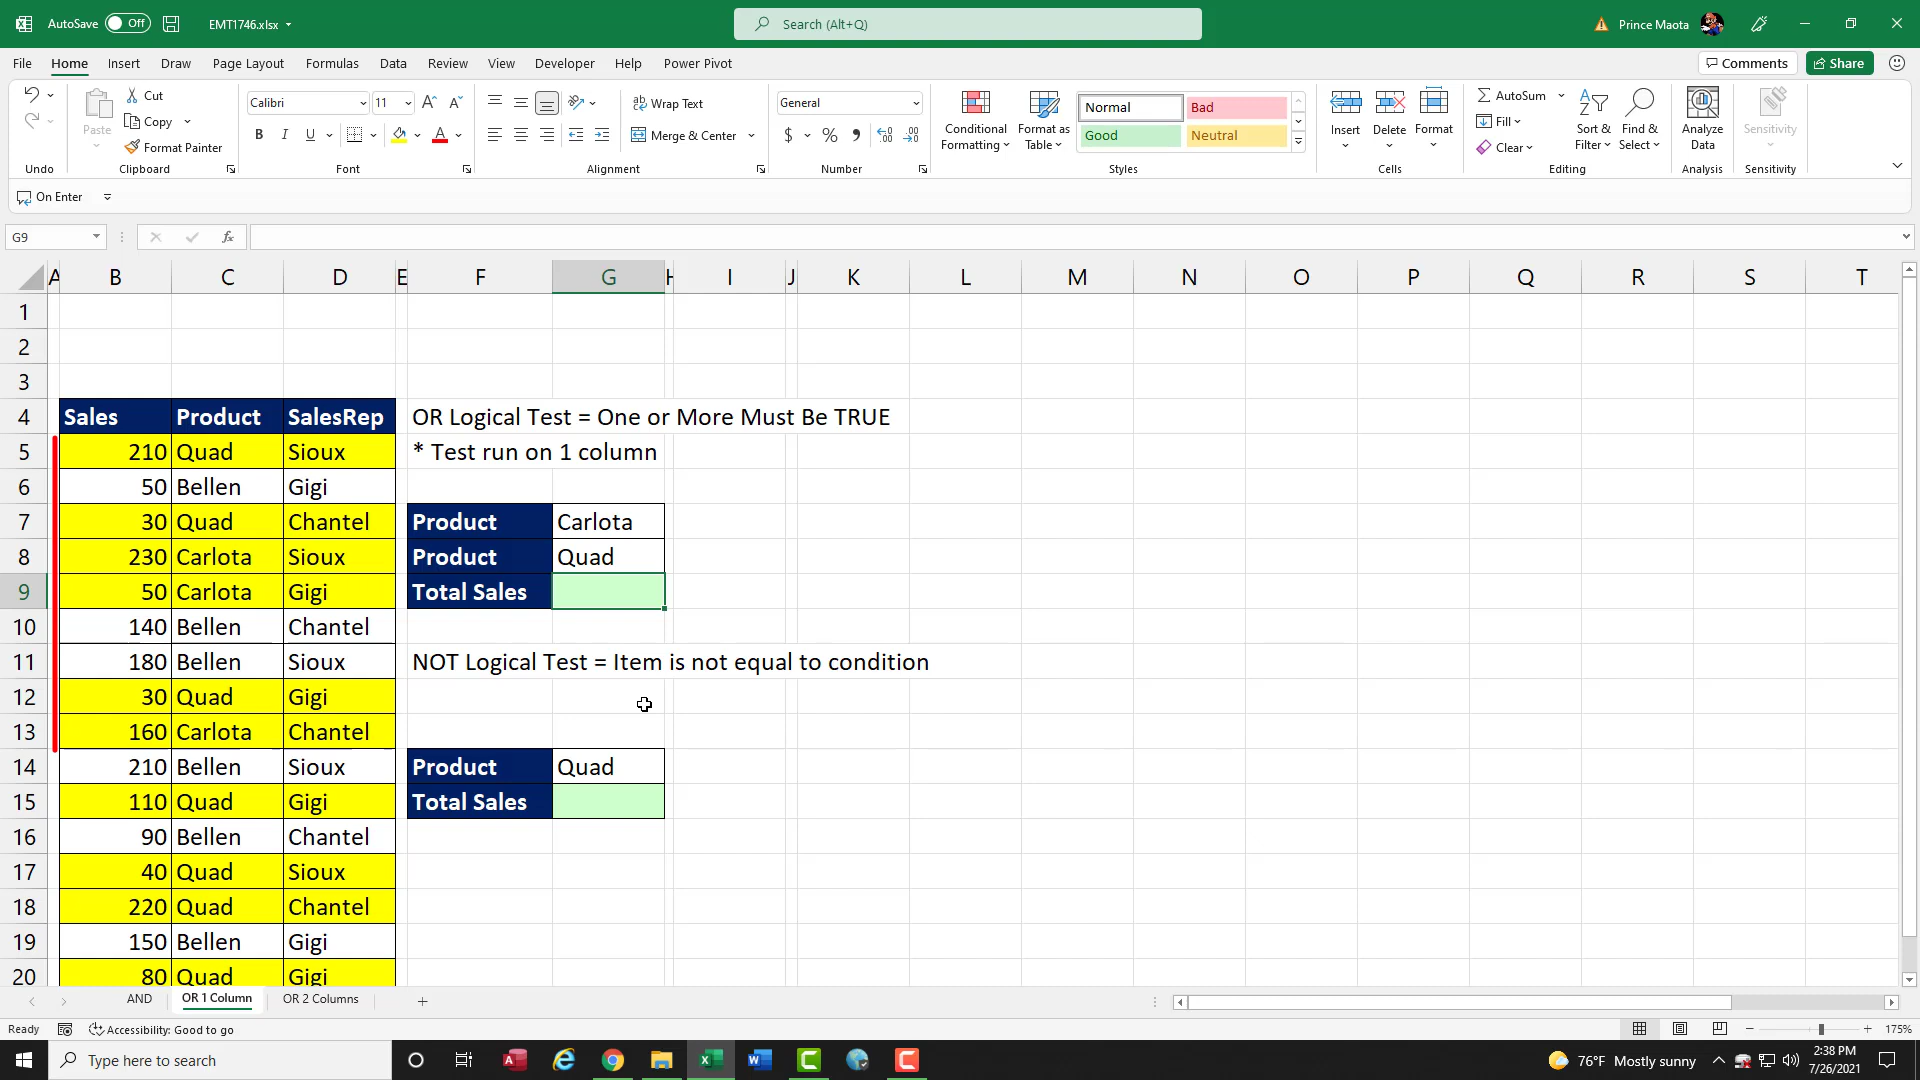 AutoSave Off EMT1746.xlsx Search (Alt+Q) Prince Maota
File Home Insert Draw Page Layout Formulas Data Review View Developer Help Power Pivot Comments Share
Cut Calibri 11 Wrap Text General Normal Bad AutoSum
Paste Copy Conditional Formatting Format as Table Good Neutral Insert Delete Format Fill Sort & Filter Find & Select Analyze Data Sensitivity
Format Painter B I U Merge & Center $ % Clear
Undo Clipboard Font Alignment Number Styles Cells Editing Analysis Sensitivity
On Enter
G9 fx
A B C D E F G H I J K L M N O P Q R S T
1
2
3
4 Sales Product SalesRep OR Logical Test = One or More Must Be TRUE
5 210 Quad Sioux * Test run on 1 column
6 50 Bellen Gigi
7 30 Quad Chantel Product Carlota
8 230 Carlota Sioux Product Quad
9 50 Carlota Gigi Total Sales
10 140 Bellen Chantel
11 180 Bellen Sioux NOT Logical Test = Item is not equal to condition
12 30 Quad Gigi
13 160 Carlota Chantel
14 210 Bellen Sioux Product Quad
15 110 Quad Gigi Total Sales
16 90 Bellen Chantel
17 40 Quad Sioux
18 220 Quad Chantel
19 150 Bellen Gigi
20 80 Quad Gigi
AND OR 1 Column OR 2 Columns
Ready Accessibility: Good to go 175%
Type here to search 76°F Mostly sunny 2:38 PM
7/26/2021